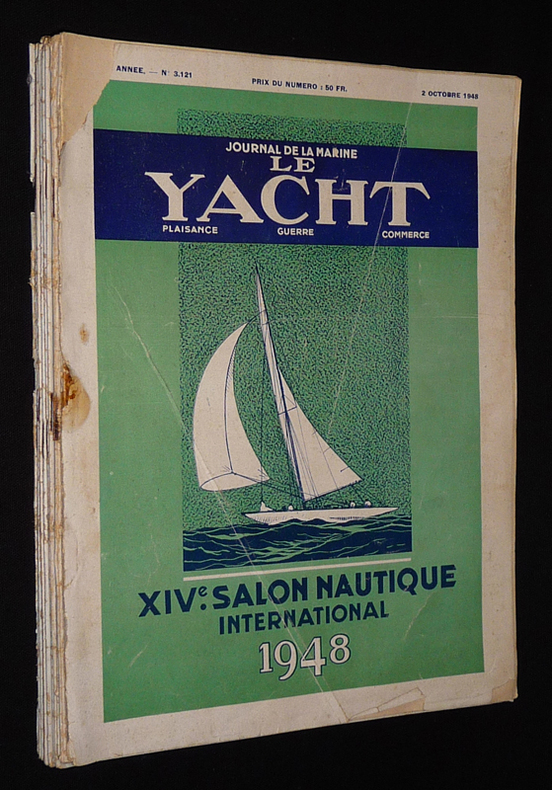 ANNEE. — N° 3.121
PRIX DU NUMERO : 50 FR.
2 OCTOBRE 1948
JOURNAL DE LA MARINE
LE
YACHT
PLAISANCE GUERRE COMMERCE
XIVe. SALON NAUTIQUE
INTERNATIONAL
1948